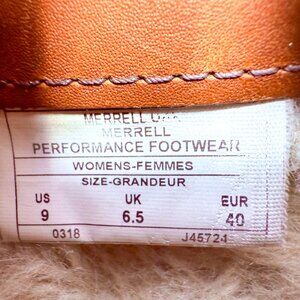 MERRELL
MERRELL
PERFORMANCE FOOTWEAR
WOMENS-FEMMES
SIZE-GRANDEUR
US UK EUR
9 6.5 40
0318 J45724